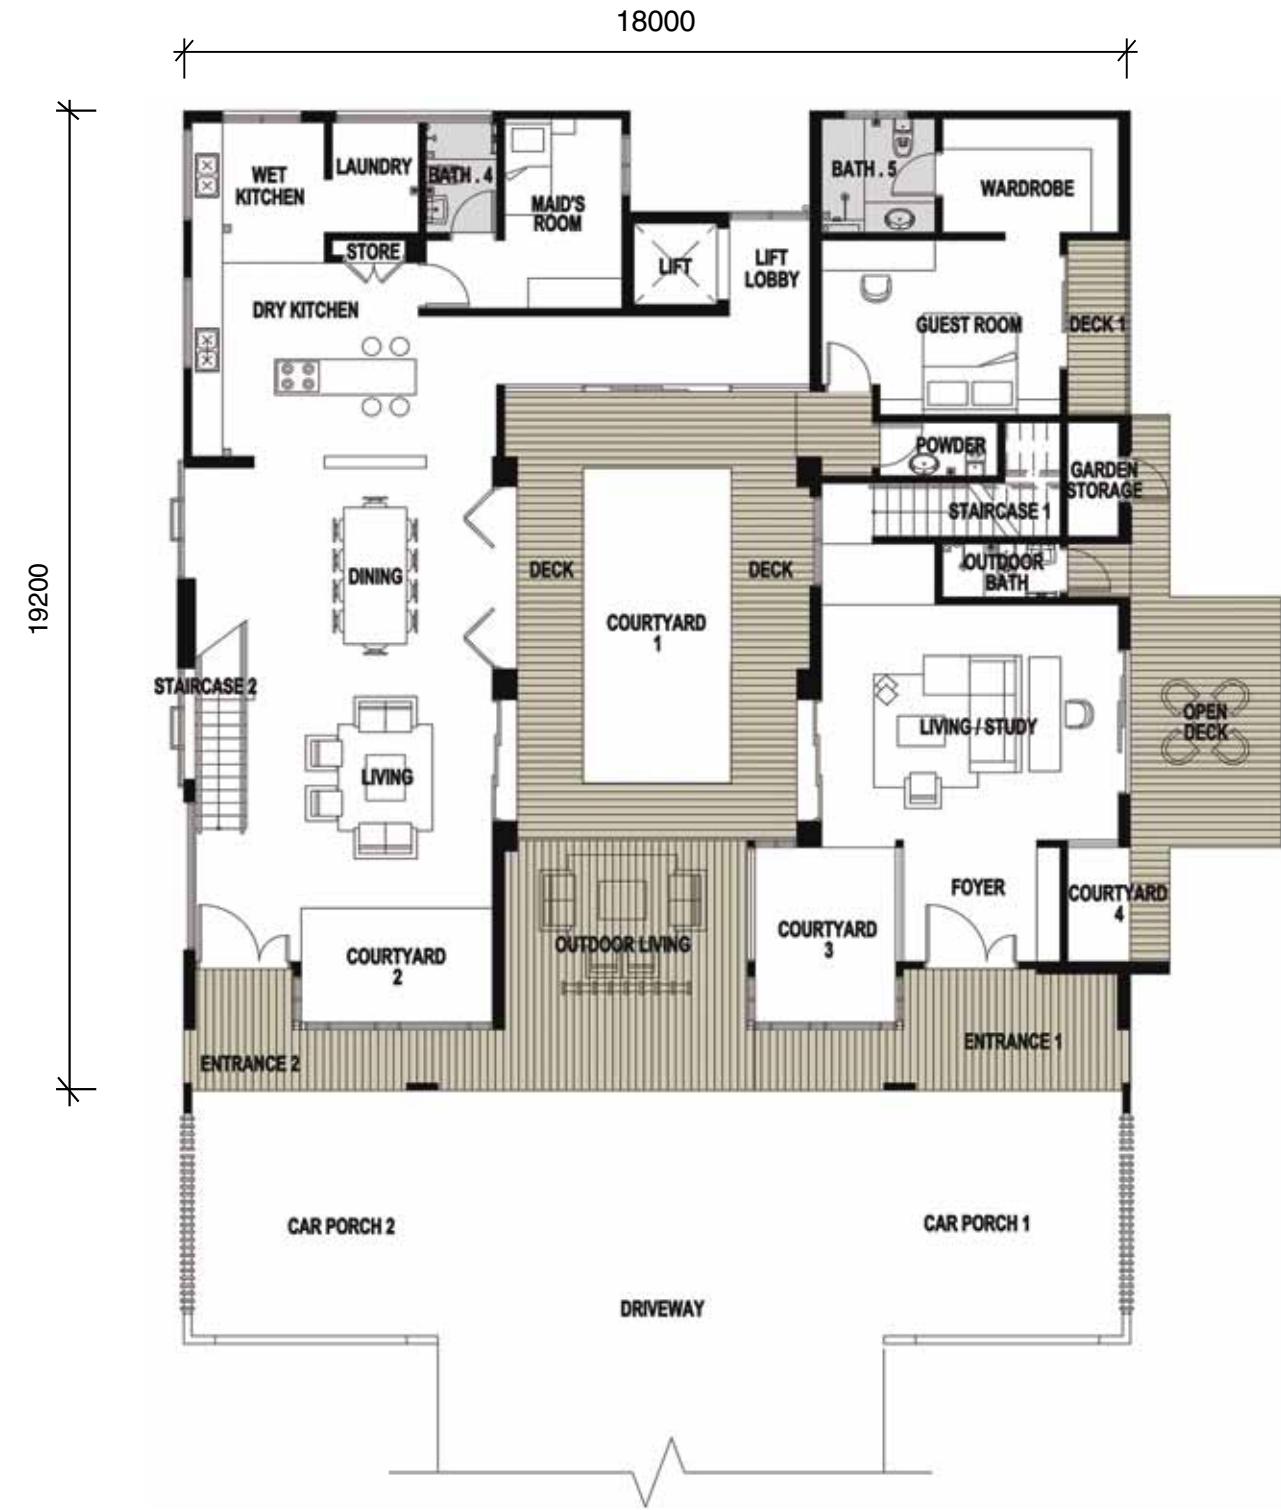 18000
19200
WET
KITCHEN
LAUNDRY
BATH . 4
MAID'S
ROOM
STORE
LIFT
LIFT
LOBBY
BATH . 5
WARDROBE
DRY KITCHEN
GUEST ROOM
DECK 1
POWDER
GARDEN
STORAGE
STAIRCASE 1
OUTDOOR
BATH
DINING
DECK
DECK
COURTYARD
1
STAIRCASE 2
LIVING
LIVING / STUDY
OPEN
DECK
FOYER
COURTYARD
4
COURTYARD
2
OUTDOOR LIVING
COURTYARD
3
ENTRANCE 2
ENTRANCE 1
CAR PORCH 2
CAR PORCH 1
DRIVEWAY